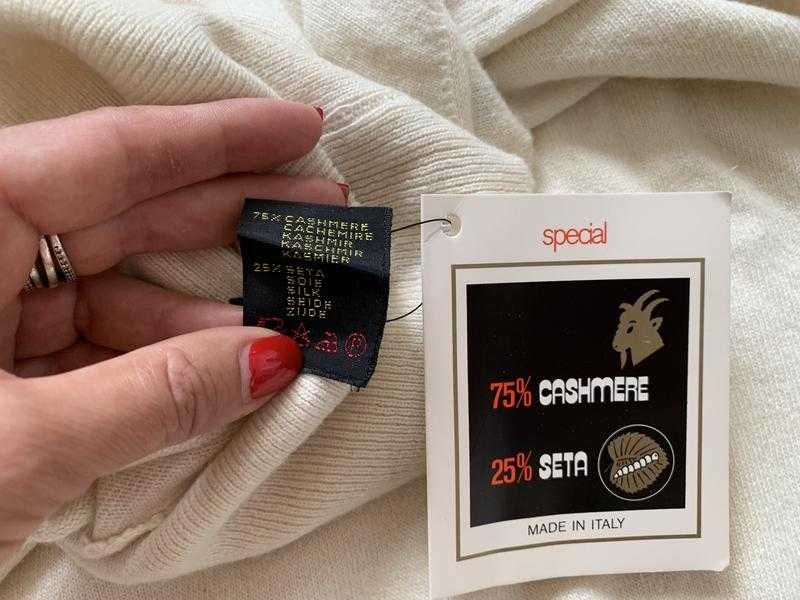 75% CASHMERE
CACHEMIRE
KASHMIR
KASCHMIR
KASMIER
25% SETA
SOIE
SILK
SEIDE
ZIJDE
special
75% CASHMERE
25% SETA
MADE IN ITALY